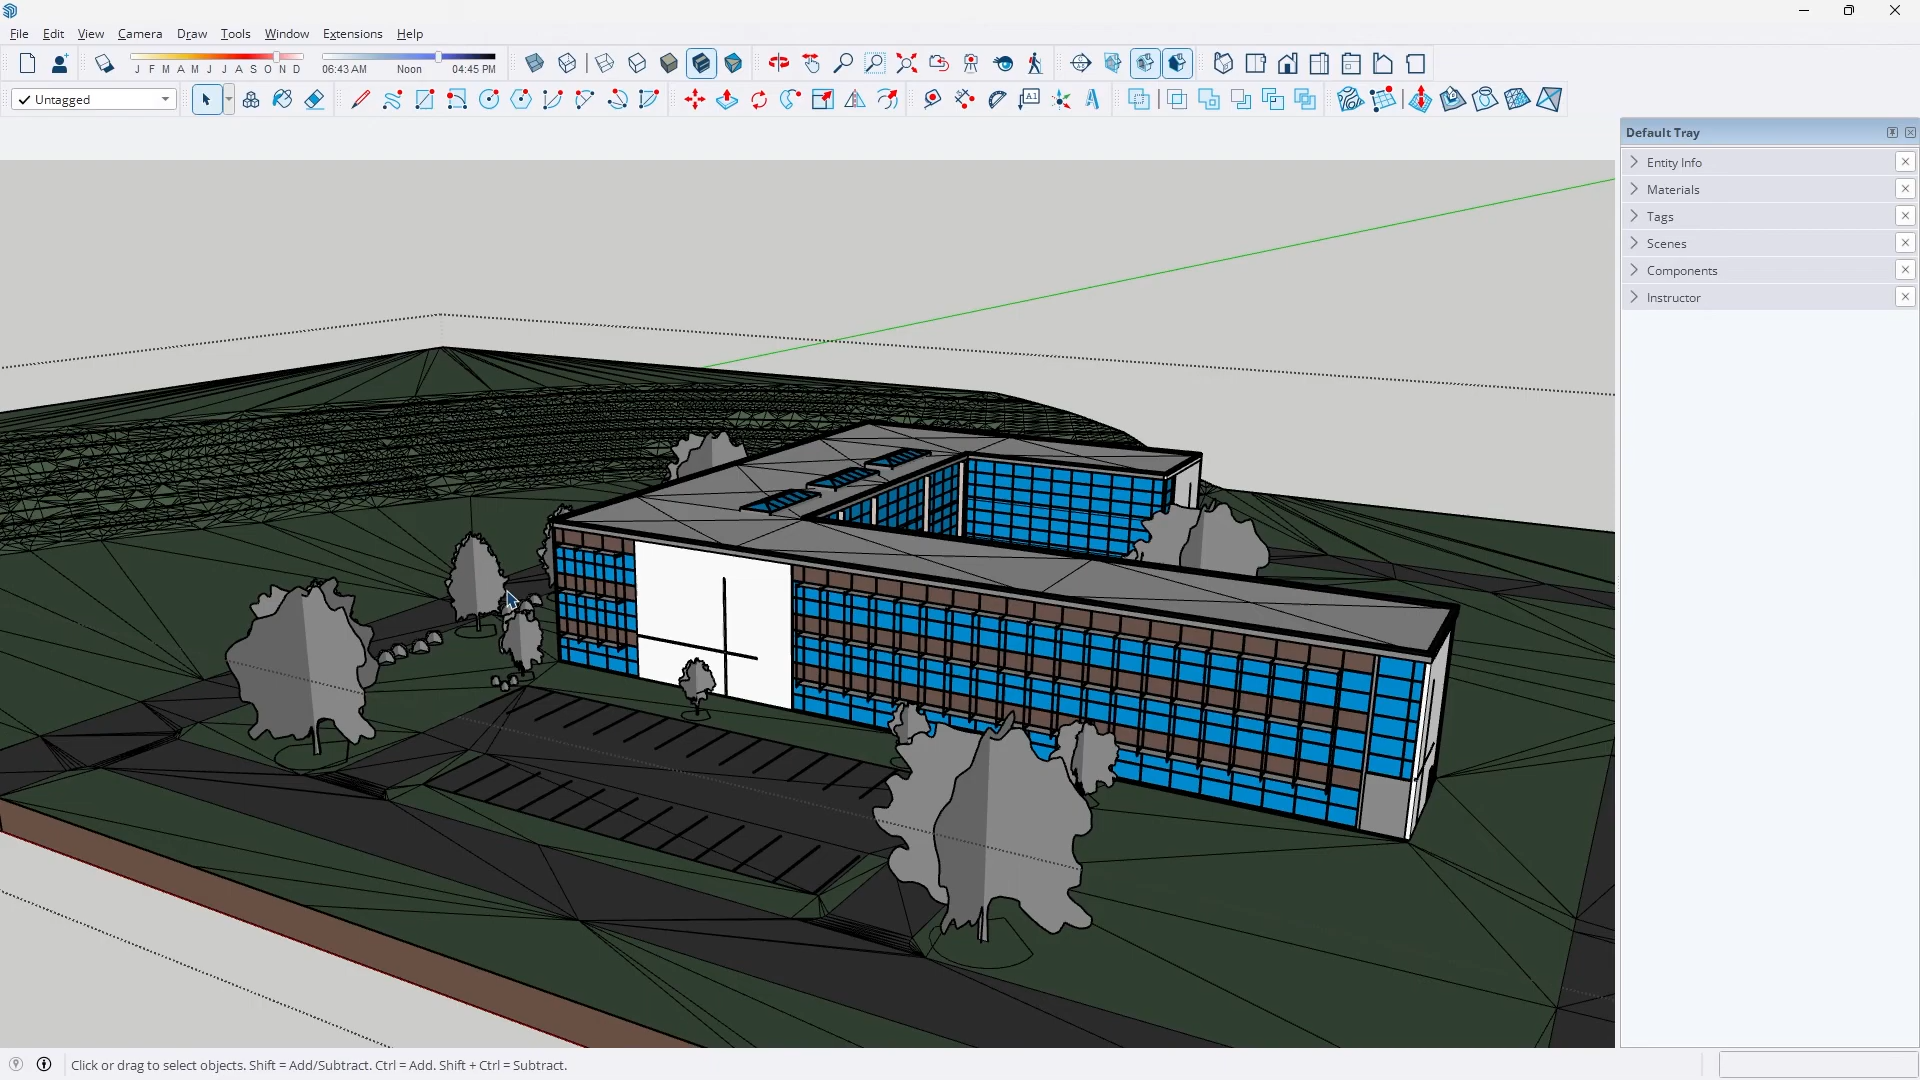 File Edit View Camera Draw Tools Window Extensions Help
J F M A M J J A S O N D 06:43 AM Noon 04:45 PM
Untagged
A1
Default Tray
Entity Info
Materials
Tags
Scenes
Components
Instructor
Click or drag to select objects. Shift = Add/Subtract. Ctrl = Add. Shift + Ctrl = Subtract.